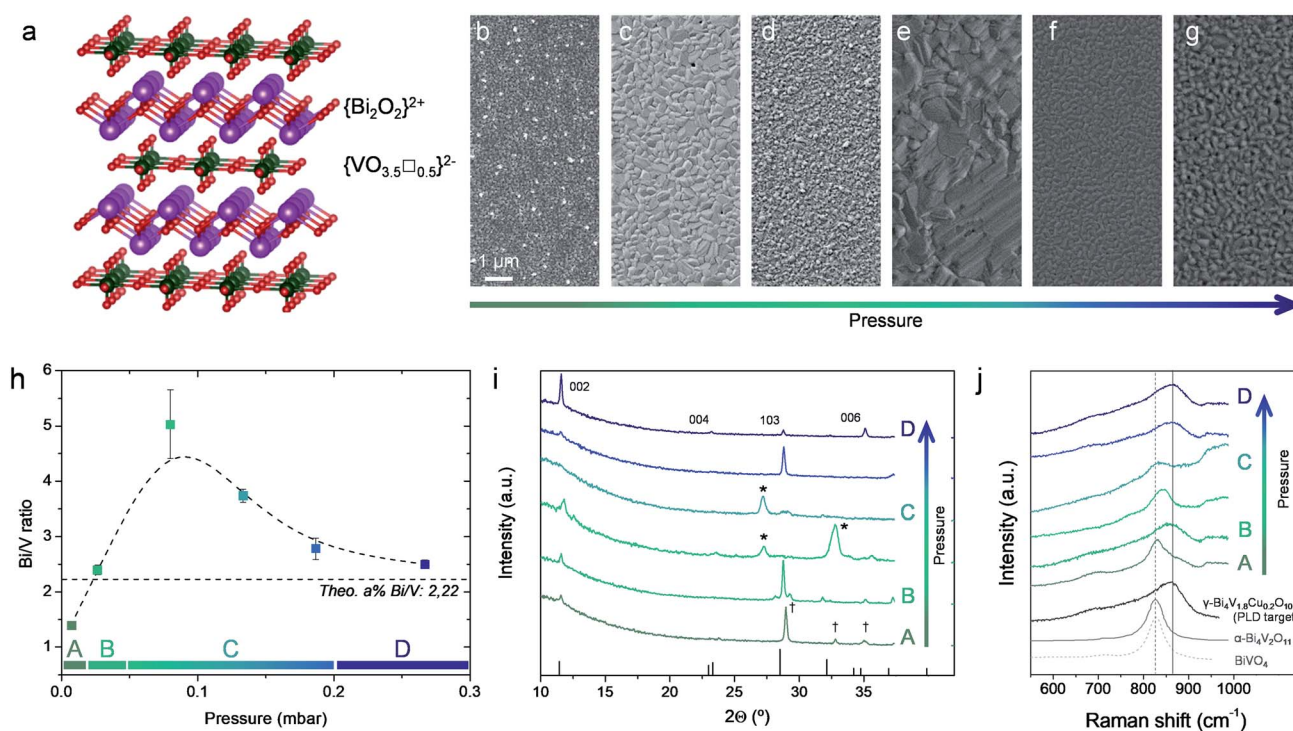 a
{Bi₂O₂}²⁺
{VO₃.₅□₀.₅}²⁻
b
c
d
e
f
g
1 µm
Pressure
h
Bi/V ratio
6
5
4
3
2
1
Theo. a% Bi/V: 2,22
A
B
C
D
0.0
0.1
0.2
0.3
Pressure (mbar)
i
Intensity (a.u.)
002
004
103
006
D
*
C
*
*
B
†
†
†
A
Pressure
10
15
20
25
30
35
40
2Θ (º)
j
Intensity (a.u.)
D
C
B
A
Pressure
γ-Bi₄V₁.₈Cu₀.₂O₁₀
(PLD target
α-Bi₄V₂O₁₁
BiVO₄
600
700
800
900
1000
Raman shift (cm⁻¹)